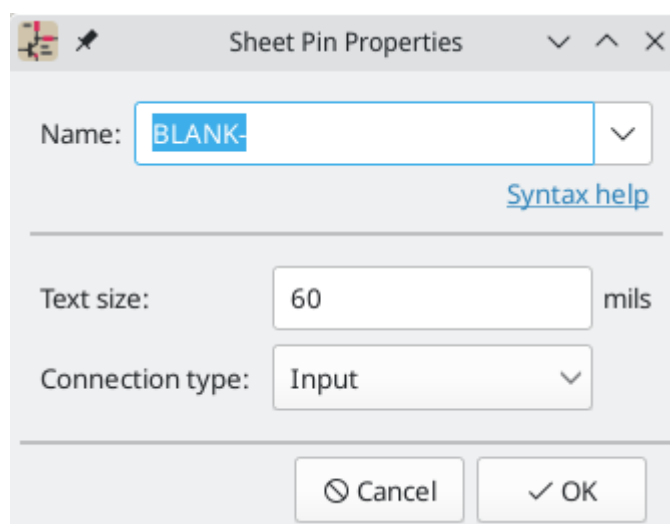 Sheet Pin Properties
Name: BLANK-
Syntax help
Text size: 60 mils
Connection type: Input
Cancel OK